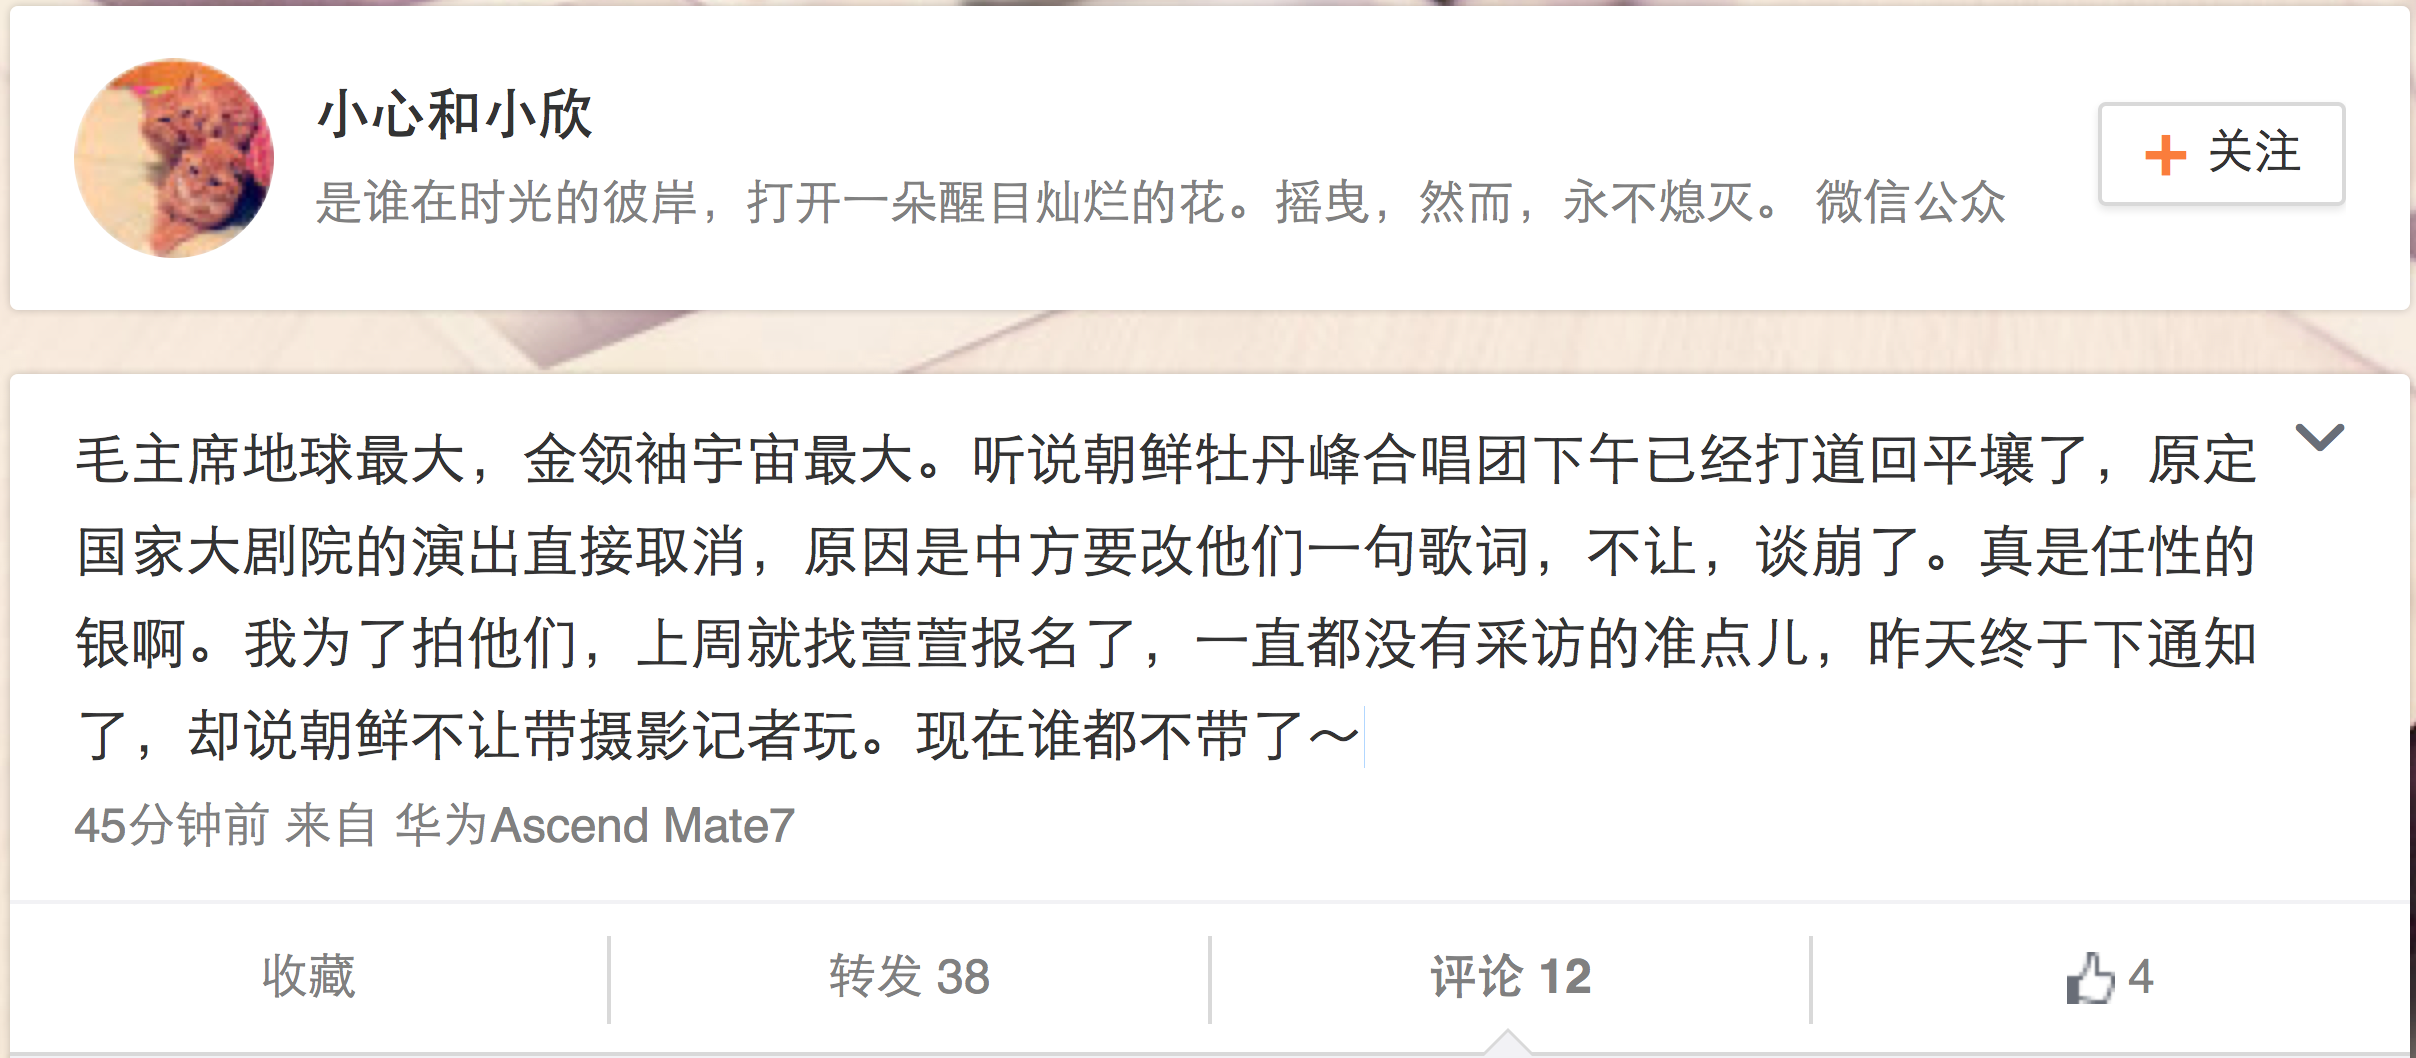 小心和小欣
是谁在时光的彼岸，打开一朵醒目灿烂的花。摇曳，然而，永不熄灭。 微信公众
+ 关注
毛主席地球最大，金领袖宇宙最大。听说朝鲜牡丹峰合唱团下午已经打道回平壤了，原定
国家大剧院的演出直接取消，原因是中方要改他们一句歌词，不让，谈崩了。真是任性的
银啊。我为了拍他们，上周就找萱萱报名了，一直都没有采访的准点儿，昨天终于下通知
了，却说朝鲜不让带摄影记者玩。现在谁都不带了～
45分钟前 来自 华为Ascend Mate7
收藏
转发 38
评论 12
4